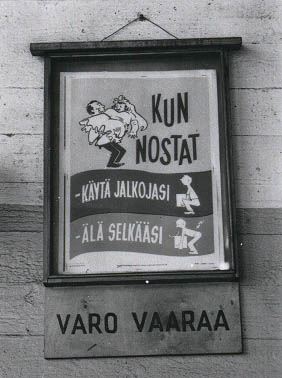 KUN
NOSTAT
-KÄYTÄ JALKOJASI
-ÄLÄ SELKÄÄSI
VARO VAARAA